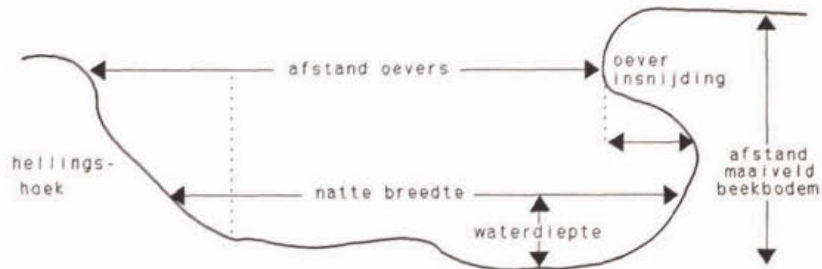 afstand oevers
oever
insnijding
hellings-
hoek
natte breedte
waterdiepte
afstand
maaiveld
beekbodem